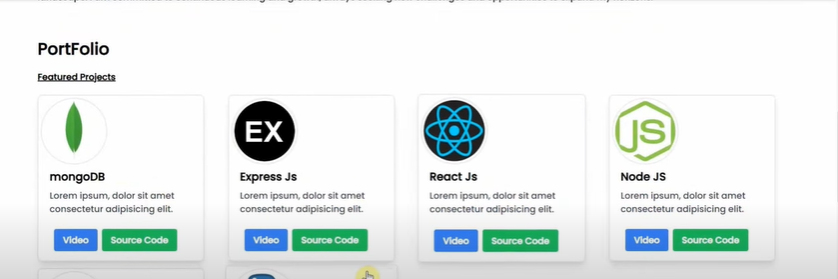 PortFolio
Featured Projects
EX
JS
mongoDB
Express Js
React Js
Node JS
Lorem ipsum, dolor sit amet
consectetur adipisicing elit.
Lorem ipsum, dolor sit amet
consectetur adipisicing elit.
Lorem ipsum, dolor sit amet
consectetur adipisicing elit.
Lorem ipsum, dolor sit amet
consectetur adipisicing elit.
Video Source Code
Video Source Code
Video Source Code
Video Source Code